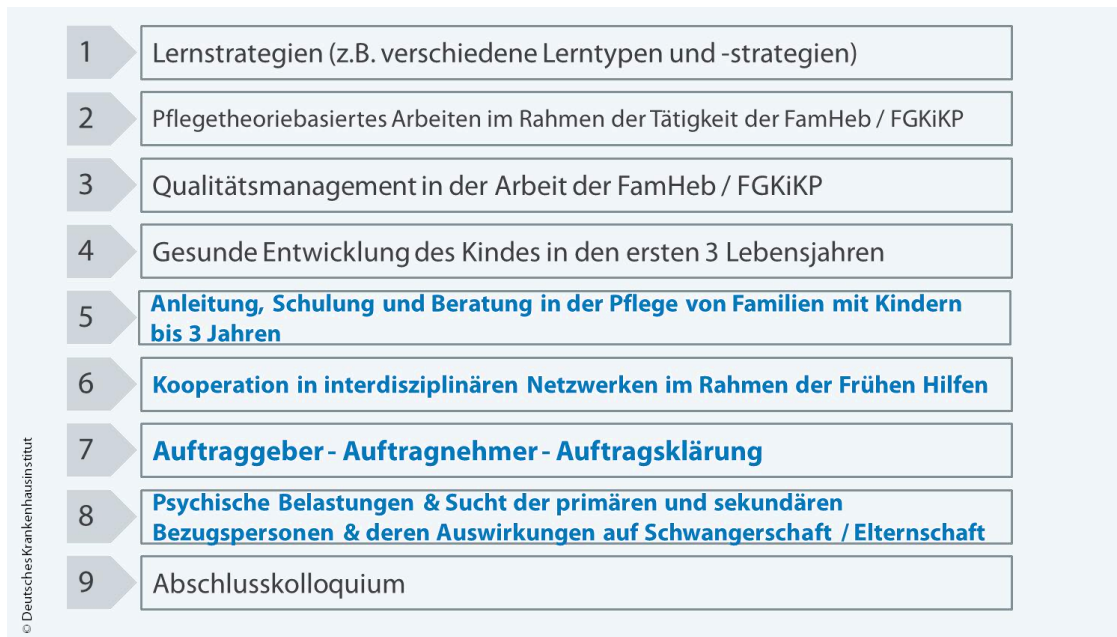 1
Lernstrategien (z.B. verschiedene Lerntypen und -strategien)
2
Pflegetheoriebasiertes Arbeiten im Rahmen der Tätigkeit der FamHeb / FGKiKP
3
Qualitätsmanagement in der Arbeit der FamHeb / FGKiKP
4
Gesunde Entwicklung des Kindes in den ersten 3 Lebensjahren
5
Anleitung, Schulung und Beratung in der Pflege von Familien mit Kindern
bis 3 Jahren
6
Kooperation in interdisziplinären Netzwerken im Rahmen der Frühen Hilfen
7
Auftraggeber - Auftragnehmer - Auftragsklärung
8
Psychische Belastungen & Sucht der primären und sekundären
Bezugspersonen & deren Auswirkungen auf Schwangerschaft / Elternschaft
9
Abschlusskolloquium
© Deutsches Krankenhausinstitut